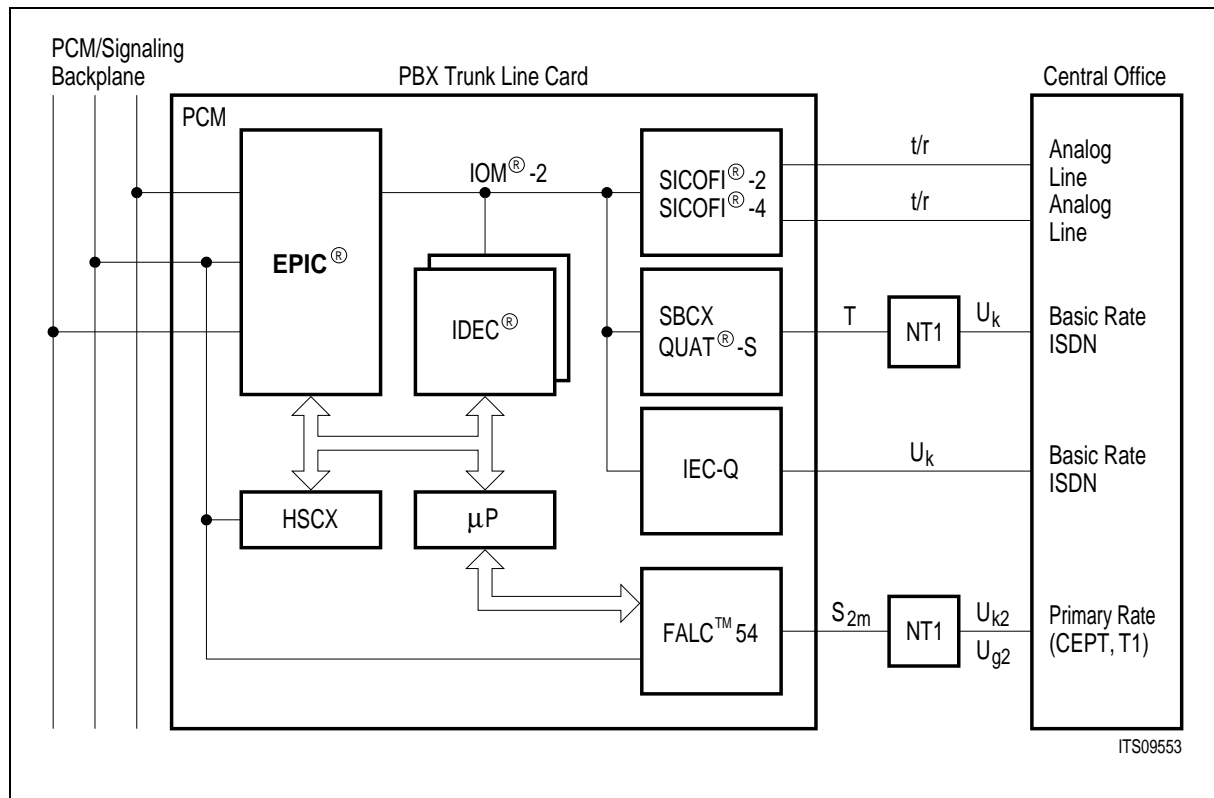 PCM/Signaling
Backplane
PBX Trunk Line Card
Central Office
PCM
EPIC®
IOM®-2
IDEC®
HSCX
µP
SICOFI®-2
SICOFI®-4
t/r
t/r
Analog
Line
Analog
Line
SBCX
QUAT®-S
T
NT1
Uk
Basic Rate
ISDN
IEC-Q
Uk
Basic Rate
ISDN
FALC™ 54
S2m
NT1
Uk2
Ug2
Primary Rate
(CEPT, T1)
ITS09553